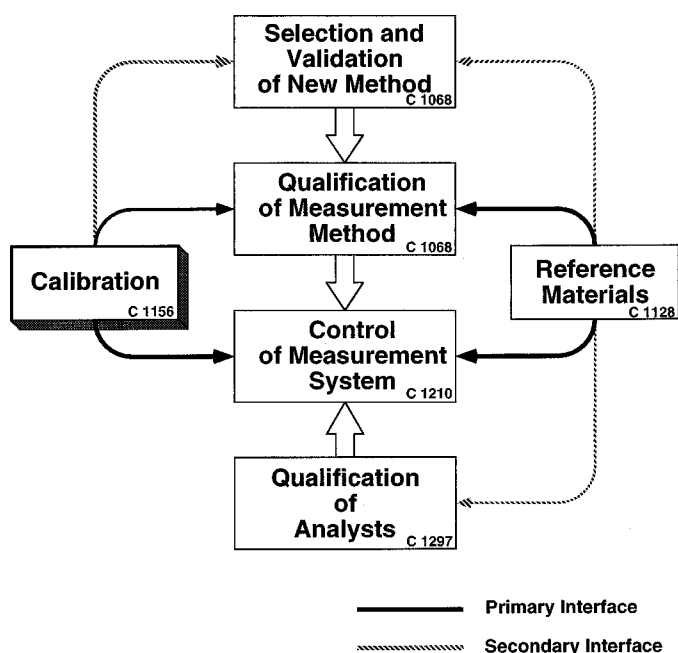 Selection and
Validation
of New Method
C 1068
Qualification
of Measurement
Method
C 1068
Calibration
C 1156
Reference
Materials
C 1128
Control
of Measurement
System
C 1210
Qualification
of
Analysts
C 1297
Primary Interface
Secondary Interface